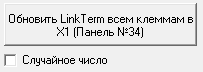 Обновить LinkTerm всем клеммам в
X1 (Панель №34)
Случайное число